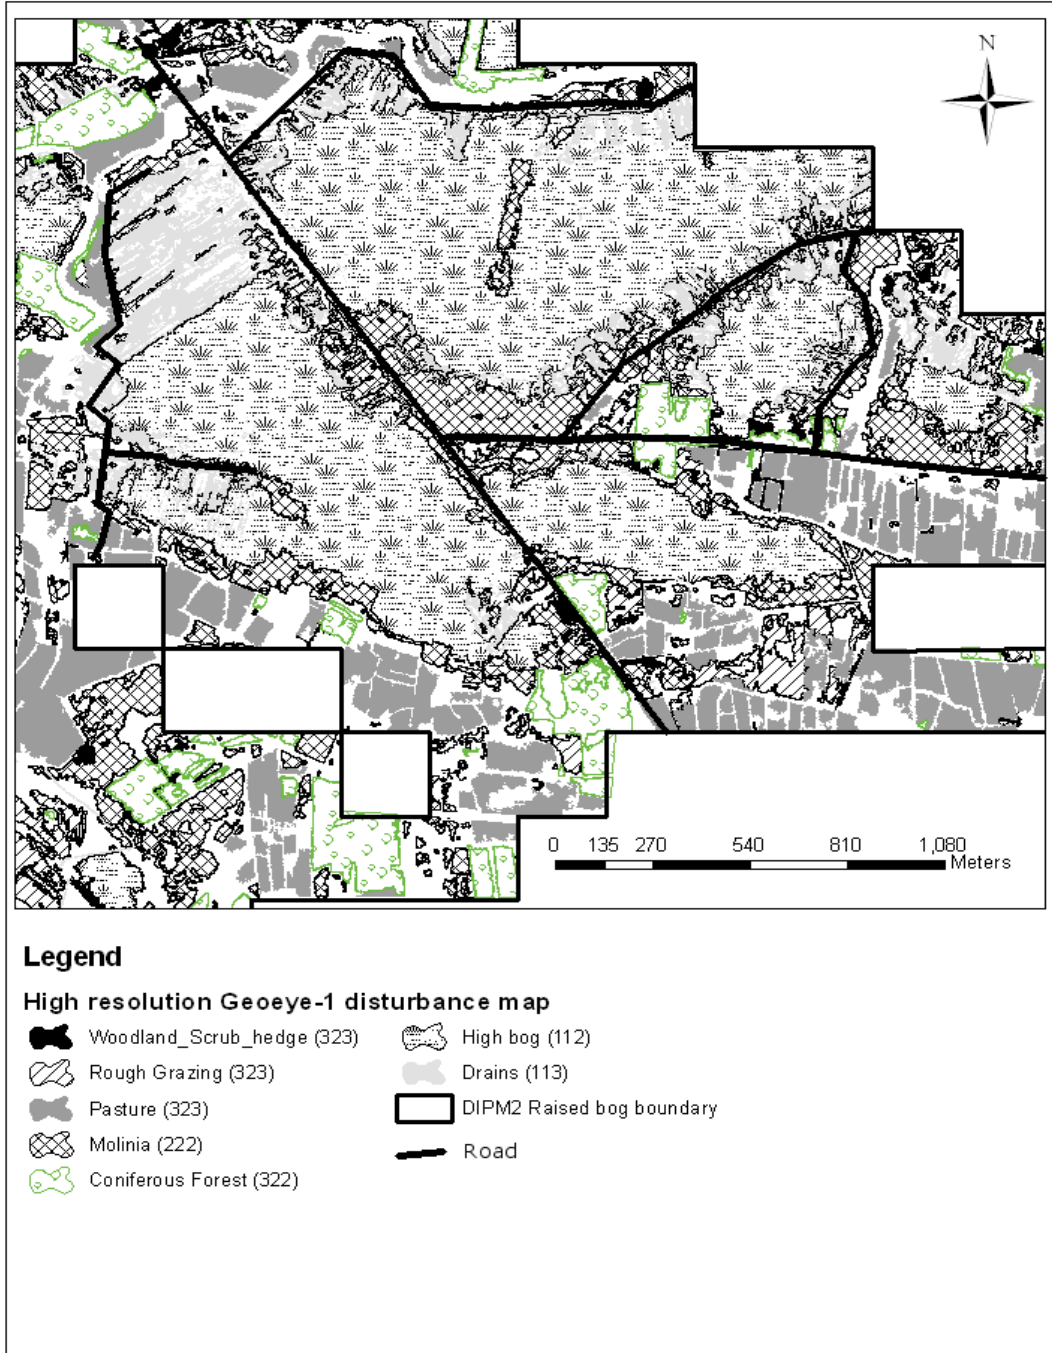 N
0 135 270 540 810 1,080
Meters
Legend
High resolution Geoeye-1 disturbance map
Woodland_Scrub_hedge (323)
High bog (112)
Rough Grazing (323)
Drains (113)
Pasture (323)
DIPM2 Raised bog boundary
Molinia (222)
Road
Coniferous Forest (322)